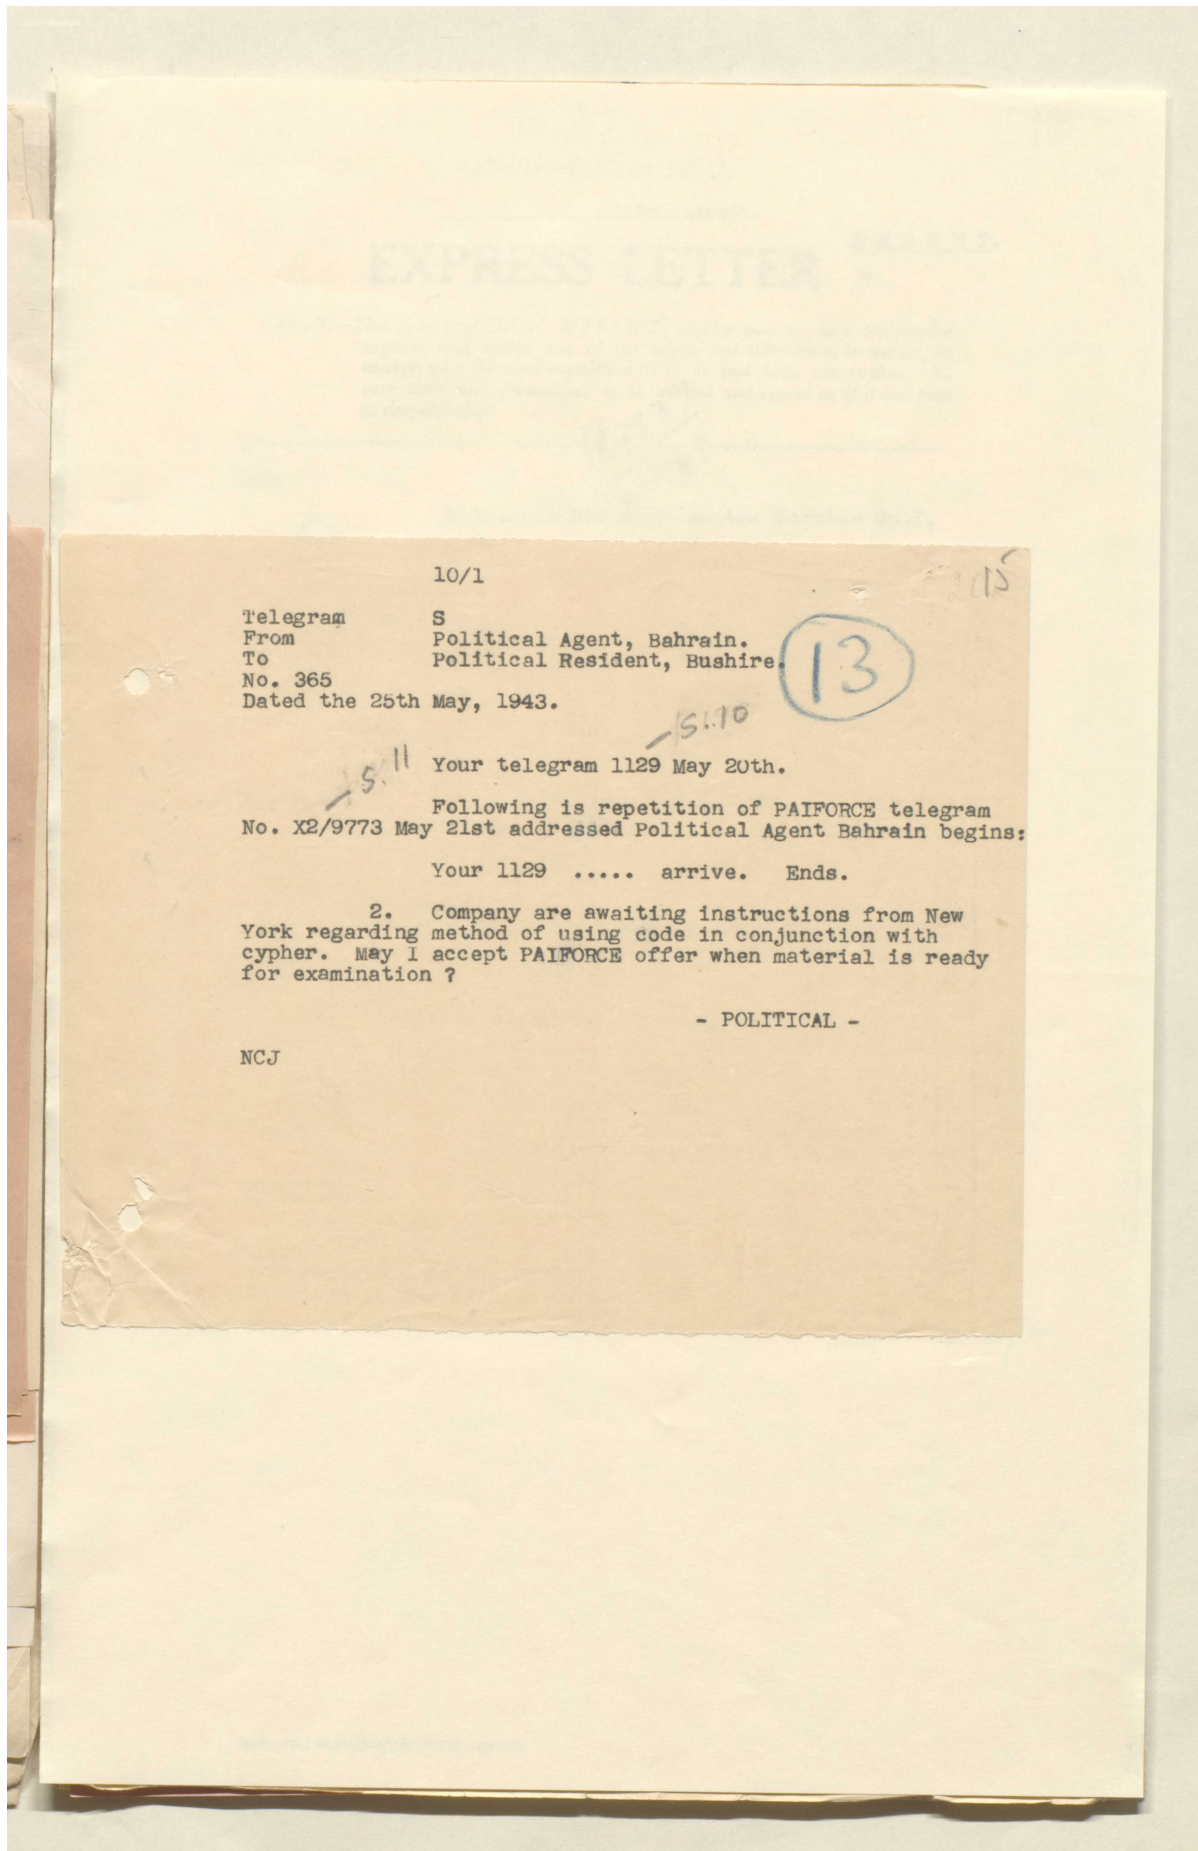 10/1
15
Telegram S
From Political Agent, Bahrain.
To Political Resident, Bushire.
13
No. 365
Dated the 25th May, 1943.
S.10
S. 11
Your telegram 1129 May 20th.
Following is repetition of PAIFORCE telegram
No. X2/9773 May 21st addressed Political Agent Bahrain begins:
Your 1129 ..... arrive. Ends.
2. Company are awaiting instructions from New
York regarding method of using code in conjunction with
cypher. May I accept PAIFORCE offer when material is ready
for examination ?
- POLITICAL -
NCJ
EXPRESS LETTER